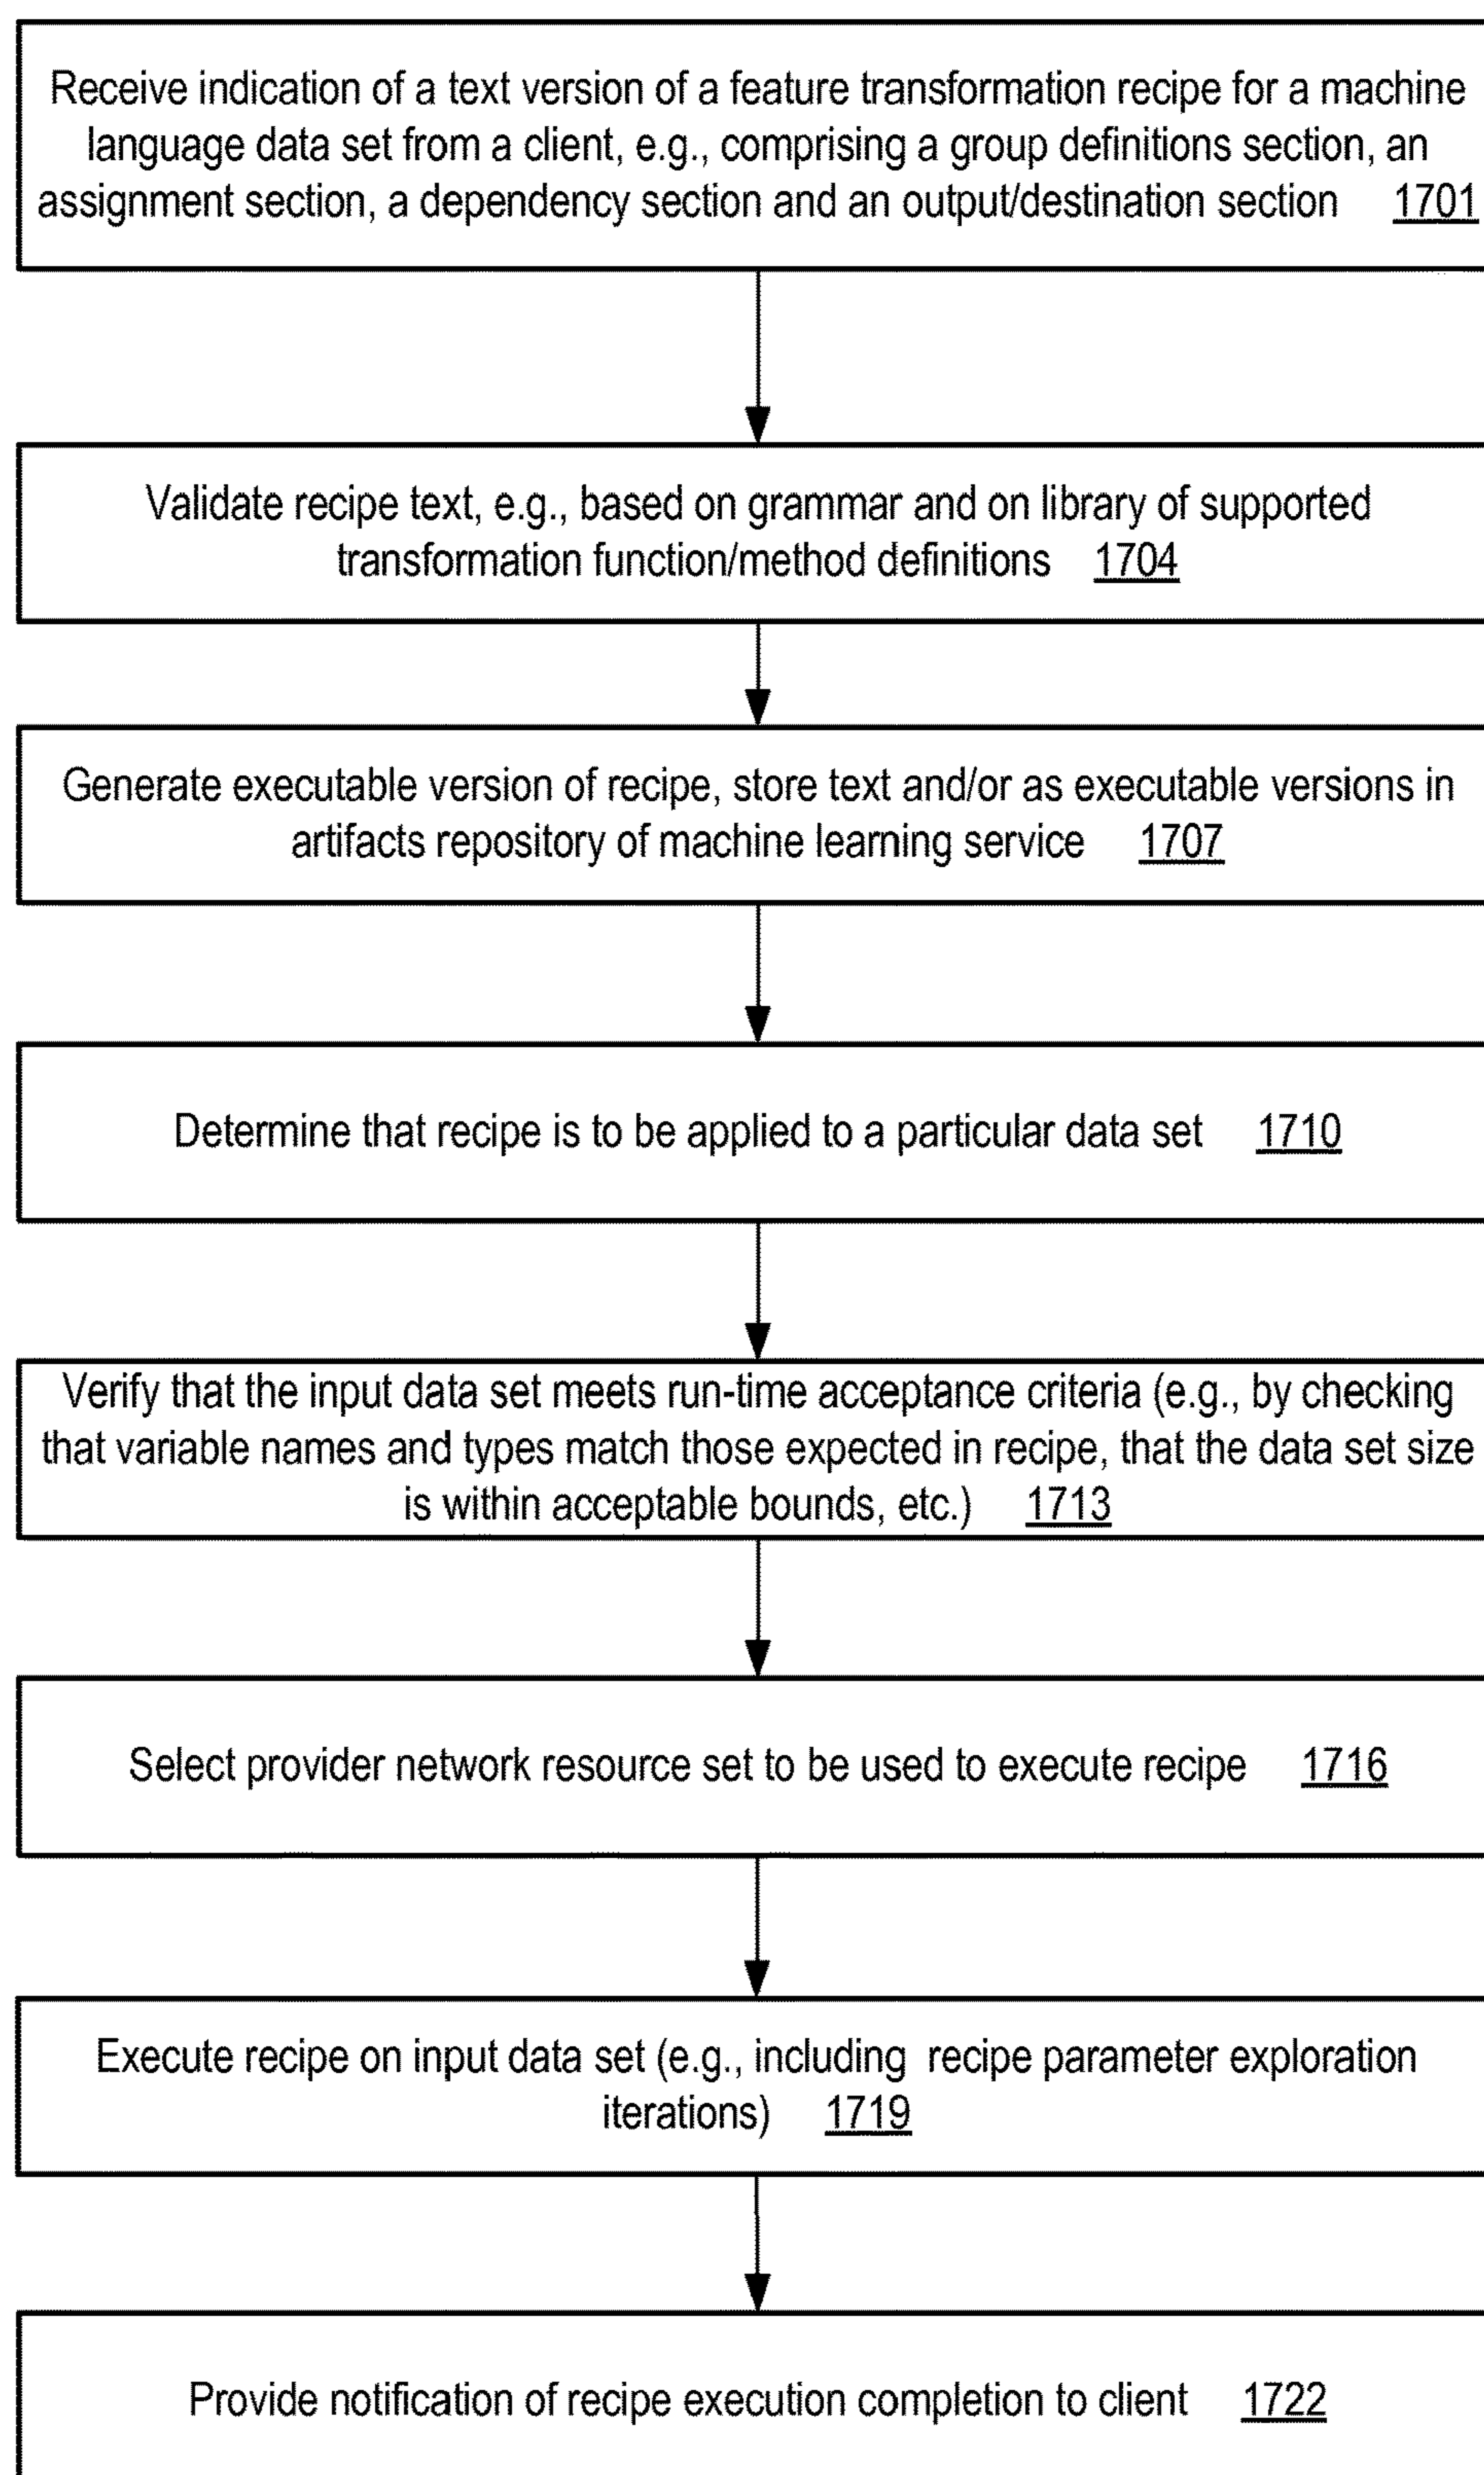 Receive indication of a text version of a feature transformation recipe for a machine
language data set from a client, e.g., comprising a group definitions section, an
assignment section, a dependency section and an output/destination section 1701
Validate recipe text, e.g., based on grammar and on library of supported
transformation function/method definitions 1704
Generate executable version of recipe, store text and/or as executable versions in
artifacts repository of machine learning service 1707
Determine that recipe is to be applied to a particular data set 1710
Verify that the input data set meets run-time acceptance criteria (e.g., by checking
that variable names and types match those expected in recipe, that the data set size
is within acceptable bounds, etc.) 1713
Select provider network resource set to be used to execute recipe 1716
Execute recipe on input data set (e.g., including recipe parameter exploration
iterations) 1719
Provide notification of recipe execution completion to client 1722